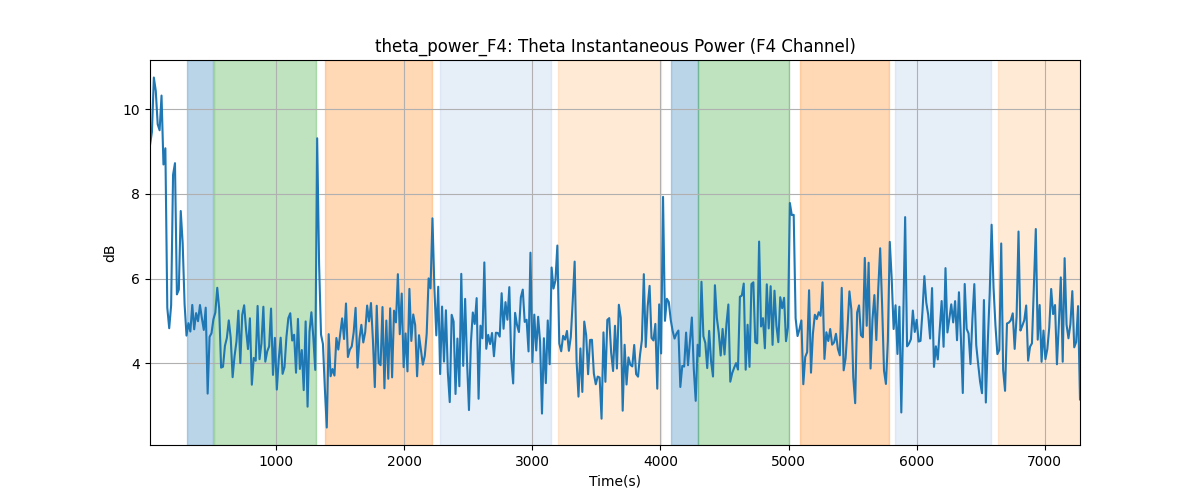 theta_power_F4: Theta Instantaneous Power (F4 Channel)
10
8
6
4
dB
1000 2000 3000 4000 5000 6000 7000
Time(s)